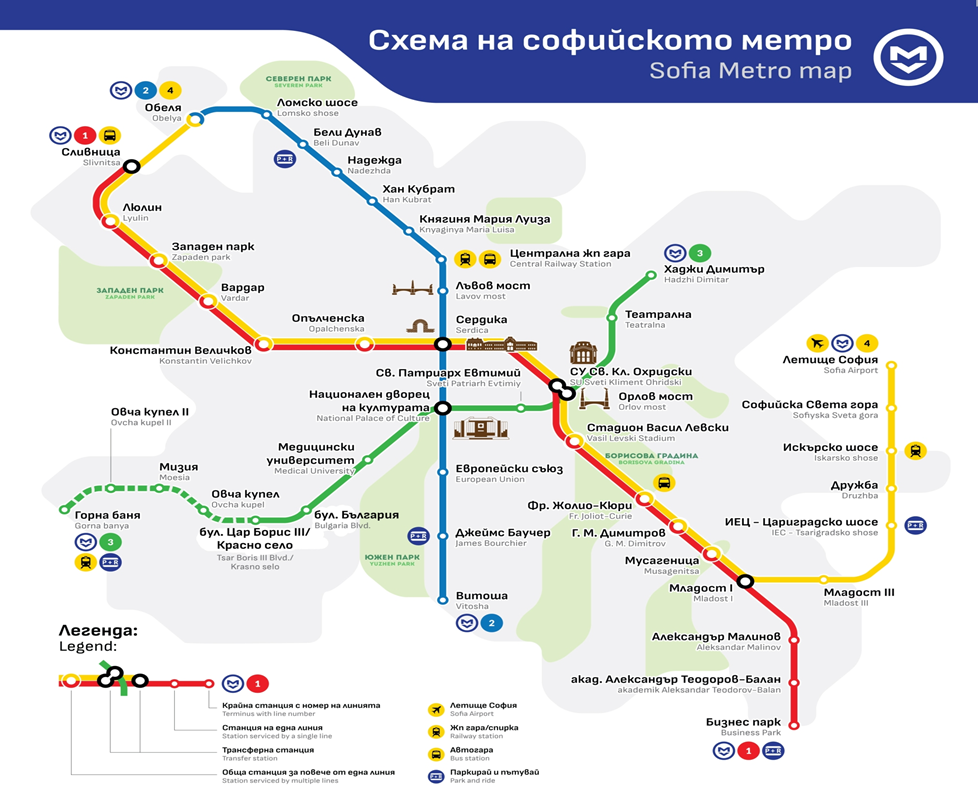 Схема на софийското метро
Sofia Metro map
СЕВЕРЕН ПАРК
SEVEREN PARK
2
4
Обеля
Obelya
Ломско шосе
Lomsko shose
1
Сливница
Slivnitsa
Бели Дунав
Beli Dunav
P+R
Надежда
Nadezhda
Хан Кубрат
Han Kubrat
Люлин
Lyulin
Княгиня Мария Луиза
Knyaginya Maria Luisa
Западен парк
Zapaden park
Централна жп гара
Central Railway Station
3
Хаджи Димитър
Hadzhi Dimitar
ЗАПАДЕН ПАРК
ZAPADEN PARK
Вардар
Vardar
Лъвов мост
Lavov most
Опълченска
Opalchenska
Сердика
Serdica
Театрална
Teatralna
Константин Величков
Konstantin Velichkov
4
Летище София
Sofia Airport
Св. Патриарх Евтимий
Sveti Patriarh Evtimiy
СУ Св. Кл. Охридски
SU Sveti Kliment Ohridski
Национален дворец
на културата
National Palace of Culture
Орлов мост
Orlov most
Софийска Света гора
Sofiyska Sveta gora
Овча купел II
Ovcha kupel II
Стадион Васил Левски
Vasil Levski Stadium
Медицински
университет
Medical University
Искърско шосе
Iskarsko shose
БОРИСОВА ГРАДИНА
BORISOVA GRADINA
Мизия
Moesia
Европейски съюз
European Union
Дружба
Druzhba
Овча купел
Ovcha kupel
Горна баня
Gorna banya
3
P+R
бул. България
Bulgaria Blvd.
Фр. Жолио-Кюри
Fr. Joliot-Curie
ИЕЦ - Цариградско шосе
IEC - Tsarigradsko shose
P+R
бул. Цар Борис III/
Красно село
Tsar Boris III Blvd./
Krasno selo
P+R
Джеймс Баучер
James Bourchier
Г. М. Димитров
G. M. Dimitrov
ЮЖЕН ПАРК
YUZHEN PARK
Мусагеница
Musagenitsa
Младост I
Mladost I
Младост III
Mladost III
Витоша
Vitosha
2
Александър Малинов
Aleksandar Malinov
акад. Александър Теодоров-Балан
akademik Aleksandar Teodorov-Balan
Бизнес парк
Business Park
1
P+R
Легенда:
Legend:
1
Крайна станция с номер на линията
Terminus with line number
Станция на една линия
Station serviced by a single line
Трансферна станция
Transfer station
Обща станция за повече от една линия
Station serviced by multiple lines
Летище София
Sofia Airport
Жп гара/спирка
Railway station
Автогара
Bus station
P+R
Паркирай и пътувай
Park and ride